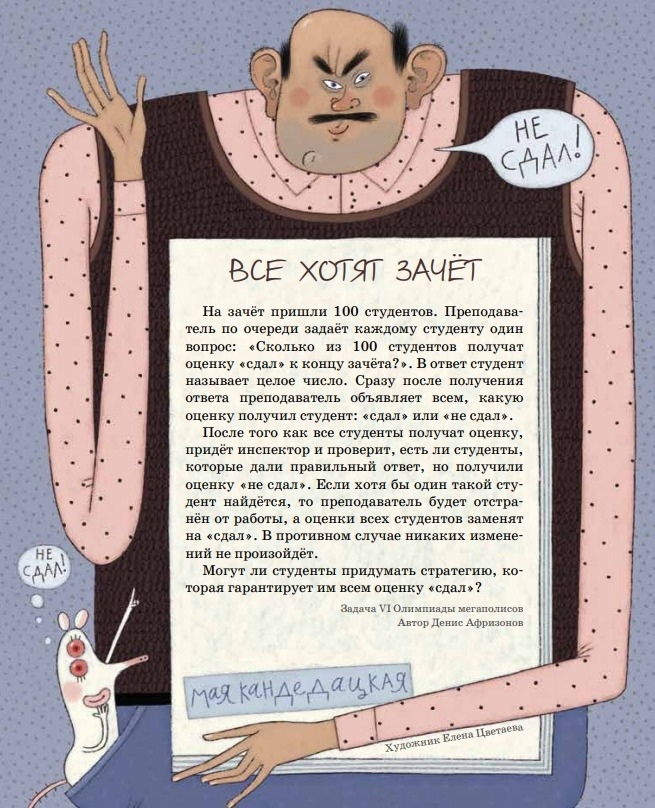 НЕ
СДАЛ!
ВСЕ ХОТЯТ ЗАЧЁТ
На зачёт пришли 100 студентов. Преподава-
тель по очереди задаёт каждому студенту один
вопрос: «Сколько из 100 студентов получат
оценку «сдал» к концу зачёта?». В ответ студент
называет целое число. Сразу после получения
ответа преподаватель объявляет всем, какую
оценку получил студент: «сдал» или «не сдал».
После того как все студенты получат оценку,
придёт инспектор и проверит, есть ли студенты,
которые дали правильный ответ, но получили
оценку «не сдал». Если хотя бы один такой сту-
дент найдётся, то преподаватель будет отстра-
нён от работы, а оценки всех студентов заменят
на «сдал». В противном случае никаких измене-
ний не произойдёт.
Могут ли студенты придумать стратегию, ко-
торая гарантирует им всем оценку «сдал»?
Задача VI Олимпиады мегаполисов
Автор Денис Афризонов
НЕ
СДАЛ!
мая кандедацкая
Художник Елена Цветаева